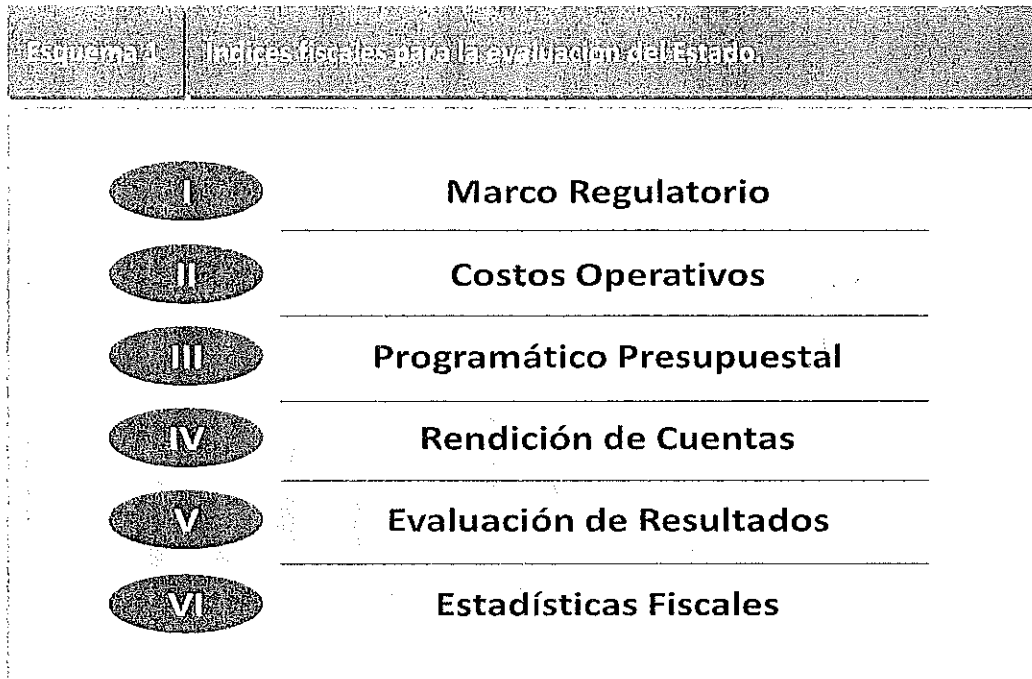 Esquema 1
Índices fiscales para la evaluación del Estado.
I
Marco Regulatorio
II
Costos Operativos
III
Programático Presupuestal
IV
Rendición de Cuentas
V
Evaluación de Resultados
VI
Estadísticas Fiscales